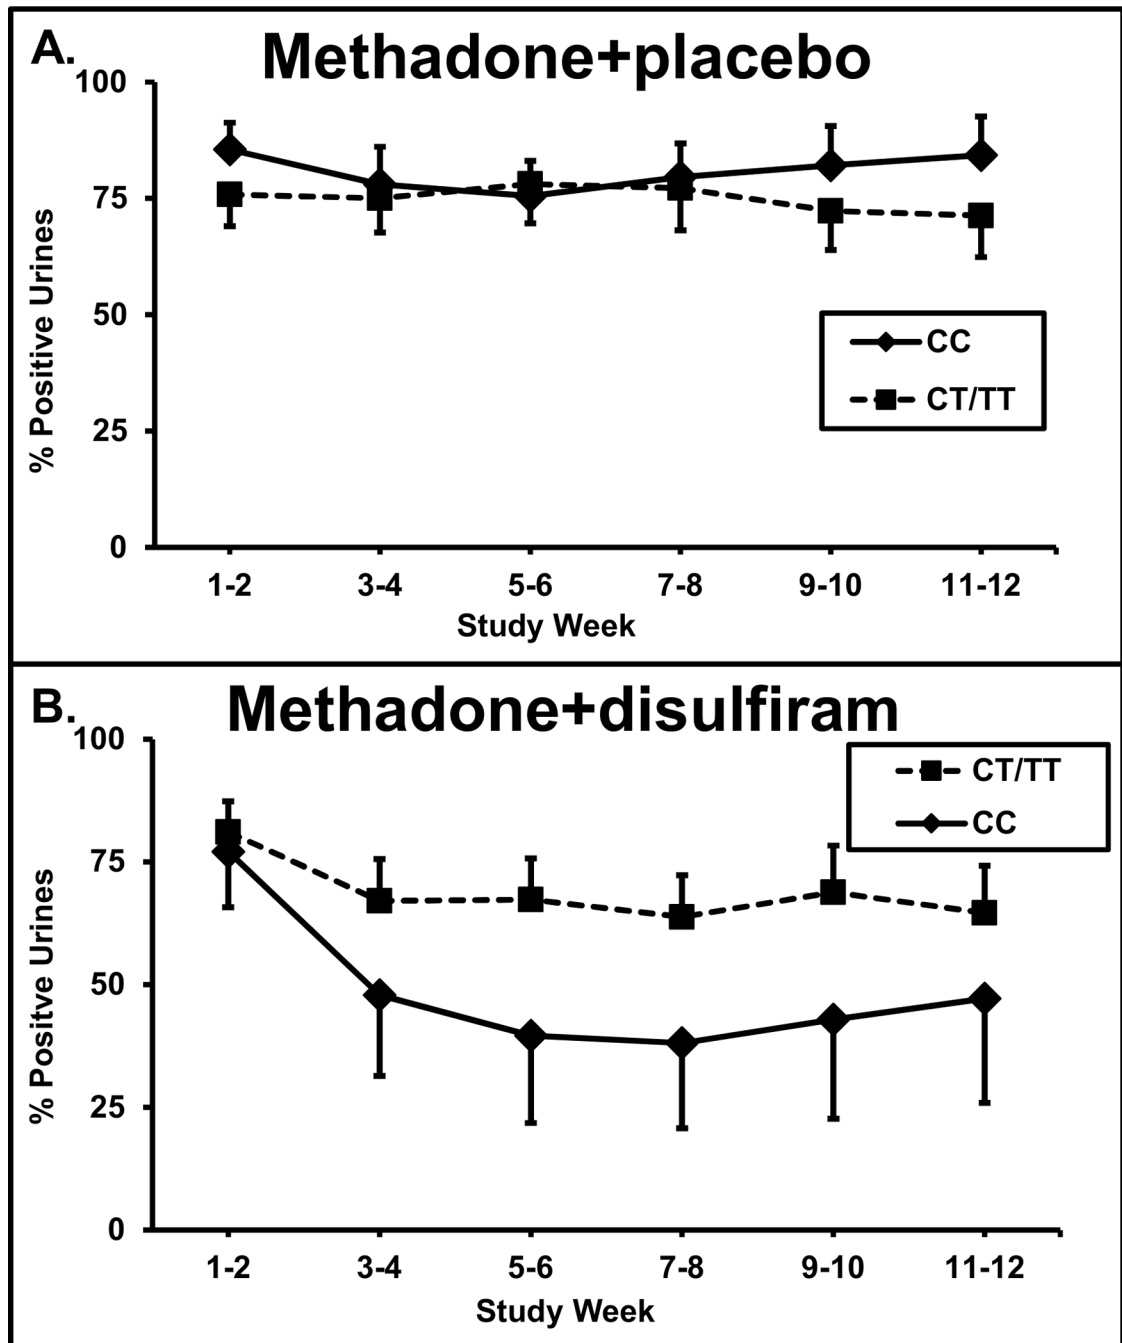 A.
Methadone+placebo
100
75
50
25
0
% Positive Urines
CC
CT/TT
1-2 3-4 5-6 7-8 9-10 11-12
Study Week
B.
Methadone+disulfiram
100
75
50
25
0
% Positve Urines
CT/TT
CC
1-2 3-4 5-6 7-8 9-10 11-12
Study Week